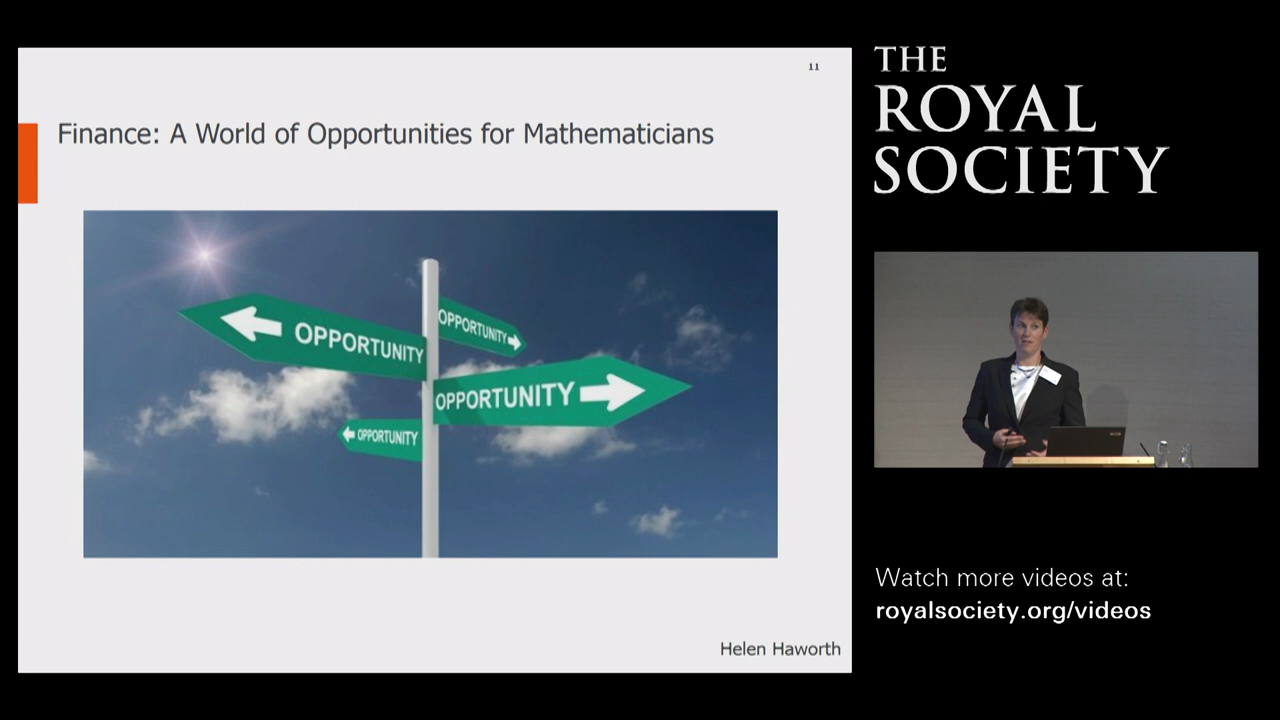 11
Finance: A World of Opportunities for Mathematicians
OPPORTUNITY
OPPORTUNITY
OPPORTUNITY
OPPORTUNITY
Helen Haworth
THE
ROYAL
SOCIETY
Watch more videos at:
royalsociety.org/videos